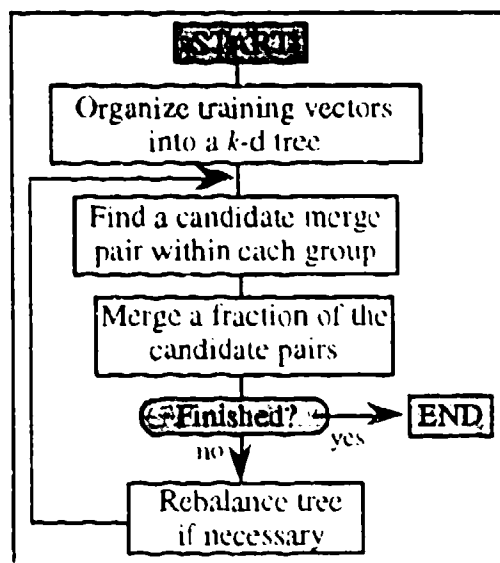 START
Organize training vectors
into a k-d tree
Find a candidate merge
pair within each group
Merge a fraction of the
candidate pairs
Finished?
yes
END
no
Rebalance tree
if necessary